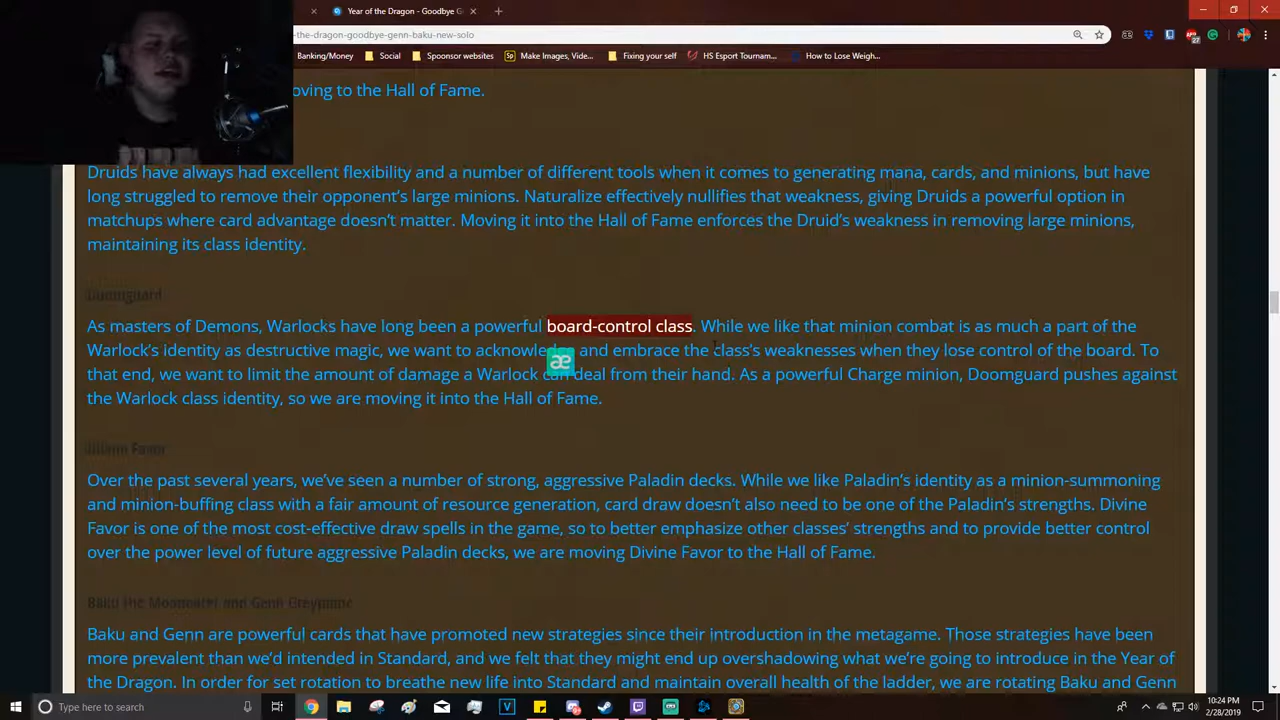 Year of the Dragon - Goodbye G
the-dragon-goodbye-genn-baku-new-solo
Banking/Money
Social
Spoonsor websites
Make Images, Vide...
Fixing your self
HS Esport Tournam...
How to Lose Weigh...
oving to the Hall of Fame.
Druids have always had excellent flexibility and a number of different tools when it comes to generating mana, cards, and minions, but have
long struggled to remove their opponent's large minions. Naturalize effectively nullifies that weakness, giving Druids a powerful option in
matchups where card advantage doesn't matter. Moving it into the Hall of Fame enforces the Druid's weakness in removing large minions,
maintaining its class identity.
Doomguard
As masters of Demons, Warlocks have long been a powerful board-control class. While we like that minion combat is as much a part of the
Warlock's identity as destructive magic, we want to acknowledge and embrace the class's weaknesses when they lose control of the board. To
æ
that end, we want to limit the amount of damage a Warlock can deal from their hand. As a powerful Charge minion, Doomguard pushes against
the Warlock class identity, so we are moving it into the Hall of Fame.
Divine Favor
Over the past several years, we've seen a number of strong, aggressive Paladin decks. While we like Paladin's identity as a minion-summoning
and minion-buffing class with a fair amount of resource generation, card draw doesn't also need to be one of the Paladin's strengths. Divine
Favor is one of the most cost-effective draw spells in the game, so to better emphasize other classes' strengths and to provide better control
over the power level of future aggressive Paladin decks, we are moving Divine Favor to the Hall of Fame.
Baku the Mooneater and Genn Greymane
Baku and Genn are powerful cards that have promoted new strategies since their introduction in the metagame. Those strategies have been
more prevalent than we'd intended in Standard, and we felt that they might end up overshadowing what we're going to introduce in the Year of
the Dragon. In order for set rotation to breathe new life into Standard and maintain overall health of the ladder, we are rotating Baku and Genn
Type here to search
10:24 PM
2/28/2019